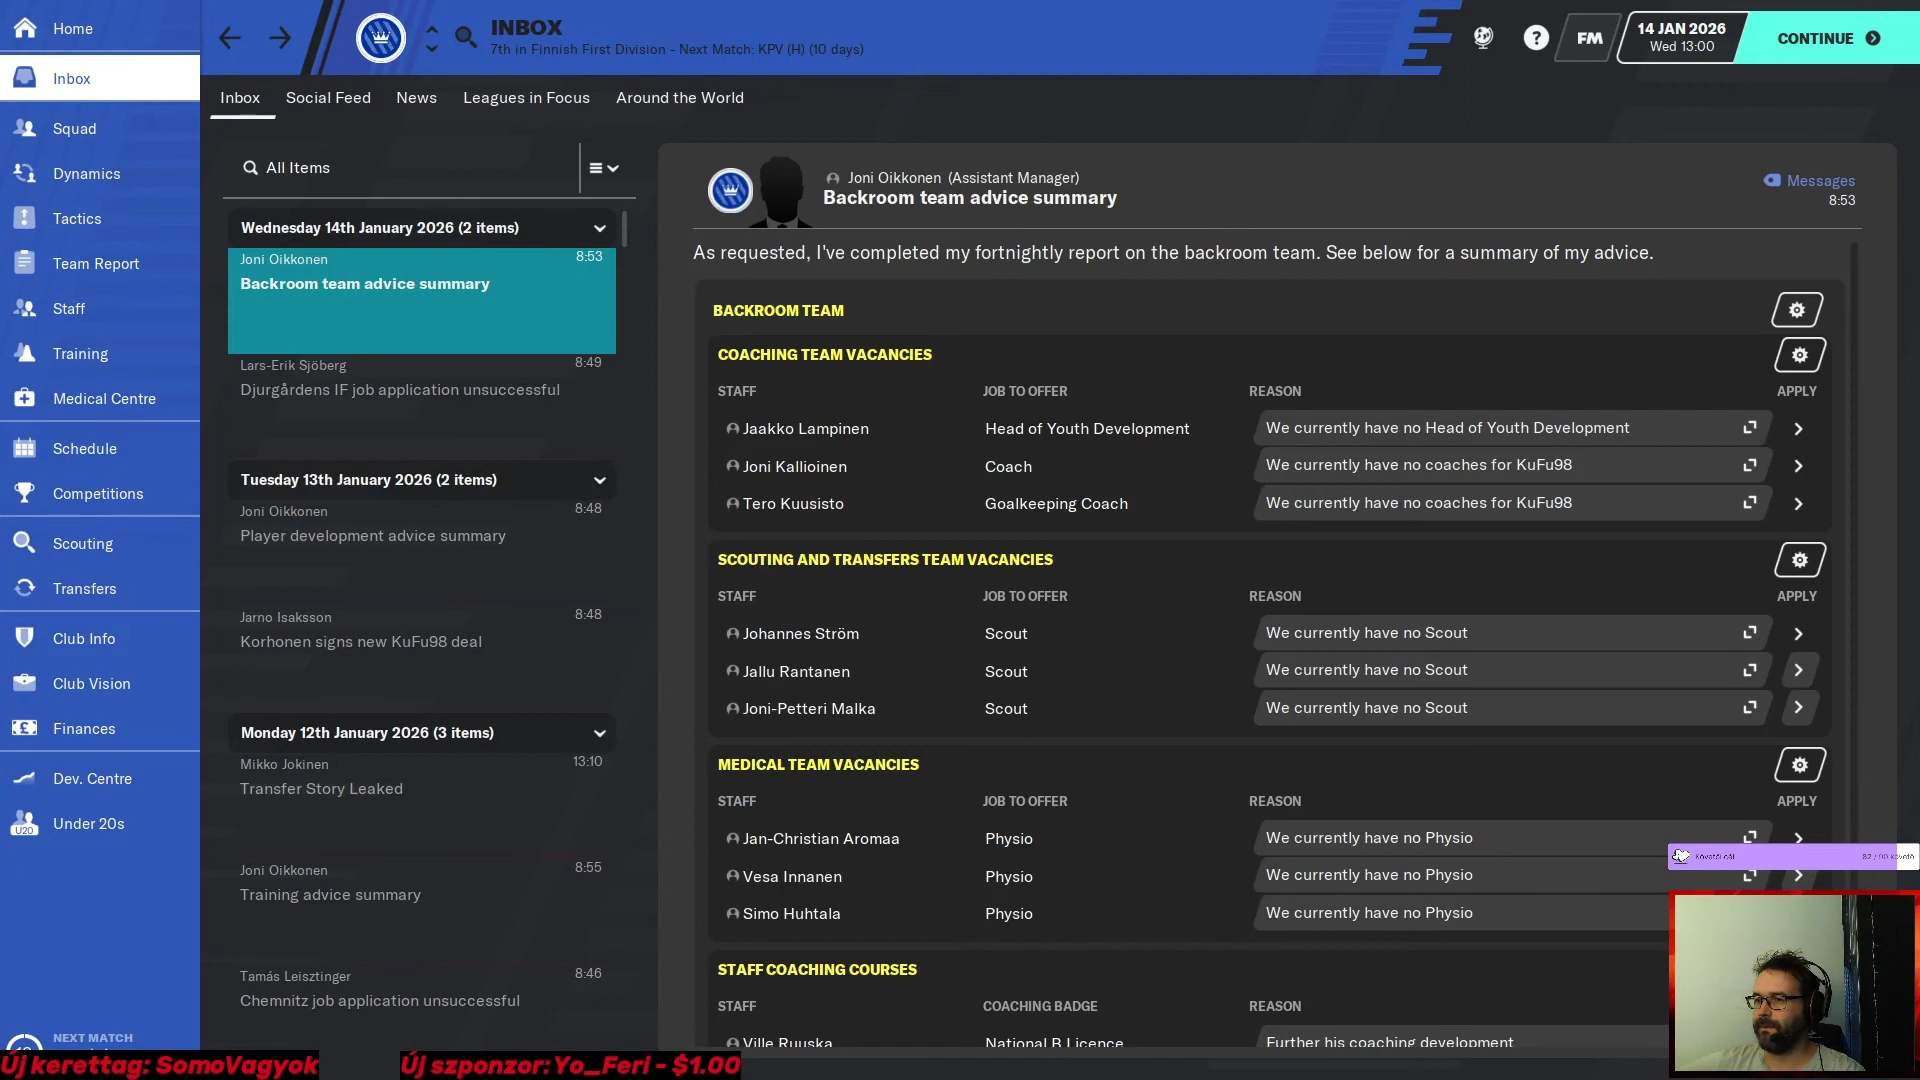 Home
Inbox
Squad
Dynamics
Tactics
Team Report
Staff
Training
Medical Centre
Schedule
Competitions
Scouting
Transfers
Club Info
Club Vision
Finances
Dev. Centre
U20
Under 20s
NEXT MATCH
INBOX
7th in Finnish First Division - Next Match: KPV (H) (10 days)
?
FM
14 JAN 2026
Wed 13:00
CONTINUE
Inbox
Social Feed
News
Leagues in Focus
Around the World
All Items
Wednesday 14th January 2026 (2 items)
Joni Oikkonen
8:53
Backroom team advice summary
Lars-Erik Sjöberg
8:49
Djurgårdens IF job application unsuccessful
Tuesday 13th January 2026 (2 items)
Joni Oikkonen
8:48
Player development advice summary
Jarno Isaksson
8:48
Korhonen signs new KuFu98 deal
Monday 12th January 2026 (3 items)
Mikko Jokinen
13:10
Transfer Story Leaked
Joni Oikkonen
8:55
Training advice summary
Tamás Leisztinger
8:46
Chemnitz job application unsuccessful
Joni Oikkonen (Assistant Manager)
Backroom team advice summary
Messages
8:53
As requested, I've completed my fortnightly report on the backroom team. See below for a summary of my advice.
BACKROOM TEAM
COACHING TEAM VACANCIES
STAFF JOB TO OFFER REASON APPLY
Jaakko Lampinen Head of Youth Development We currently have no Head of Youth Development
Joni Kallioinen Coach We currently have no coaches for KuFu98
Tero Kuusisto Goalkeeping Coach We currently have no coaches for KuFu98
SCOUTING AND TRANSFERS TEAM VACANCIES
STAFF JOB TO OFFER REASON APPLY
Johannes Ström Scout We currently have no Scout
Jallu Rantanen Scout We currently have no Scout
Joni-Petteri Malka Scout We currently have no Scout
MEDICAL TEAM VACANCIES
STAFF JOB TO OFFER REASON APPLY
Jan-Christian Aromaa Physio We currently have no Physio
Vesa Innanen Physio We currently have no Physio
Simo Huhtala Physio We currently have no Physio
STAFF COACHING COURSES
STAFF COACHING BADGE REASON
Ville Ruuska National B Licence Further his coaching development
Követői cél 82 / 90 követő
Új kerettag: SomoVagyok
Új szponzor: Yo_Feri - $1.00